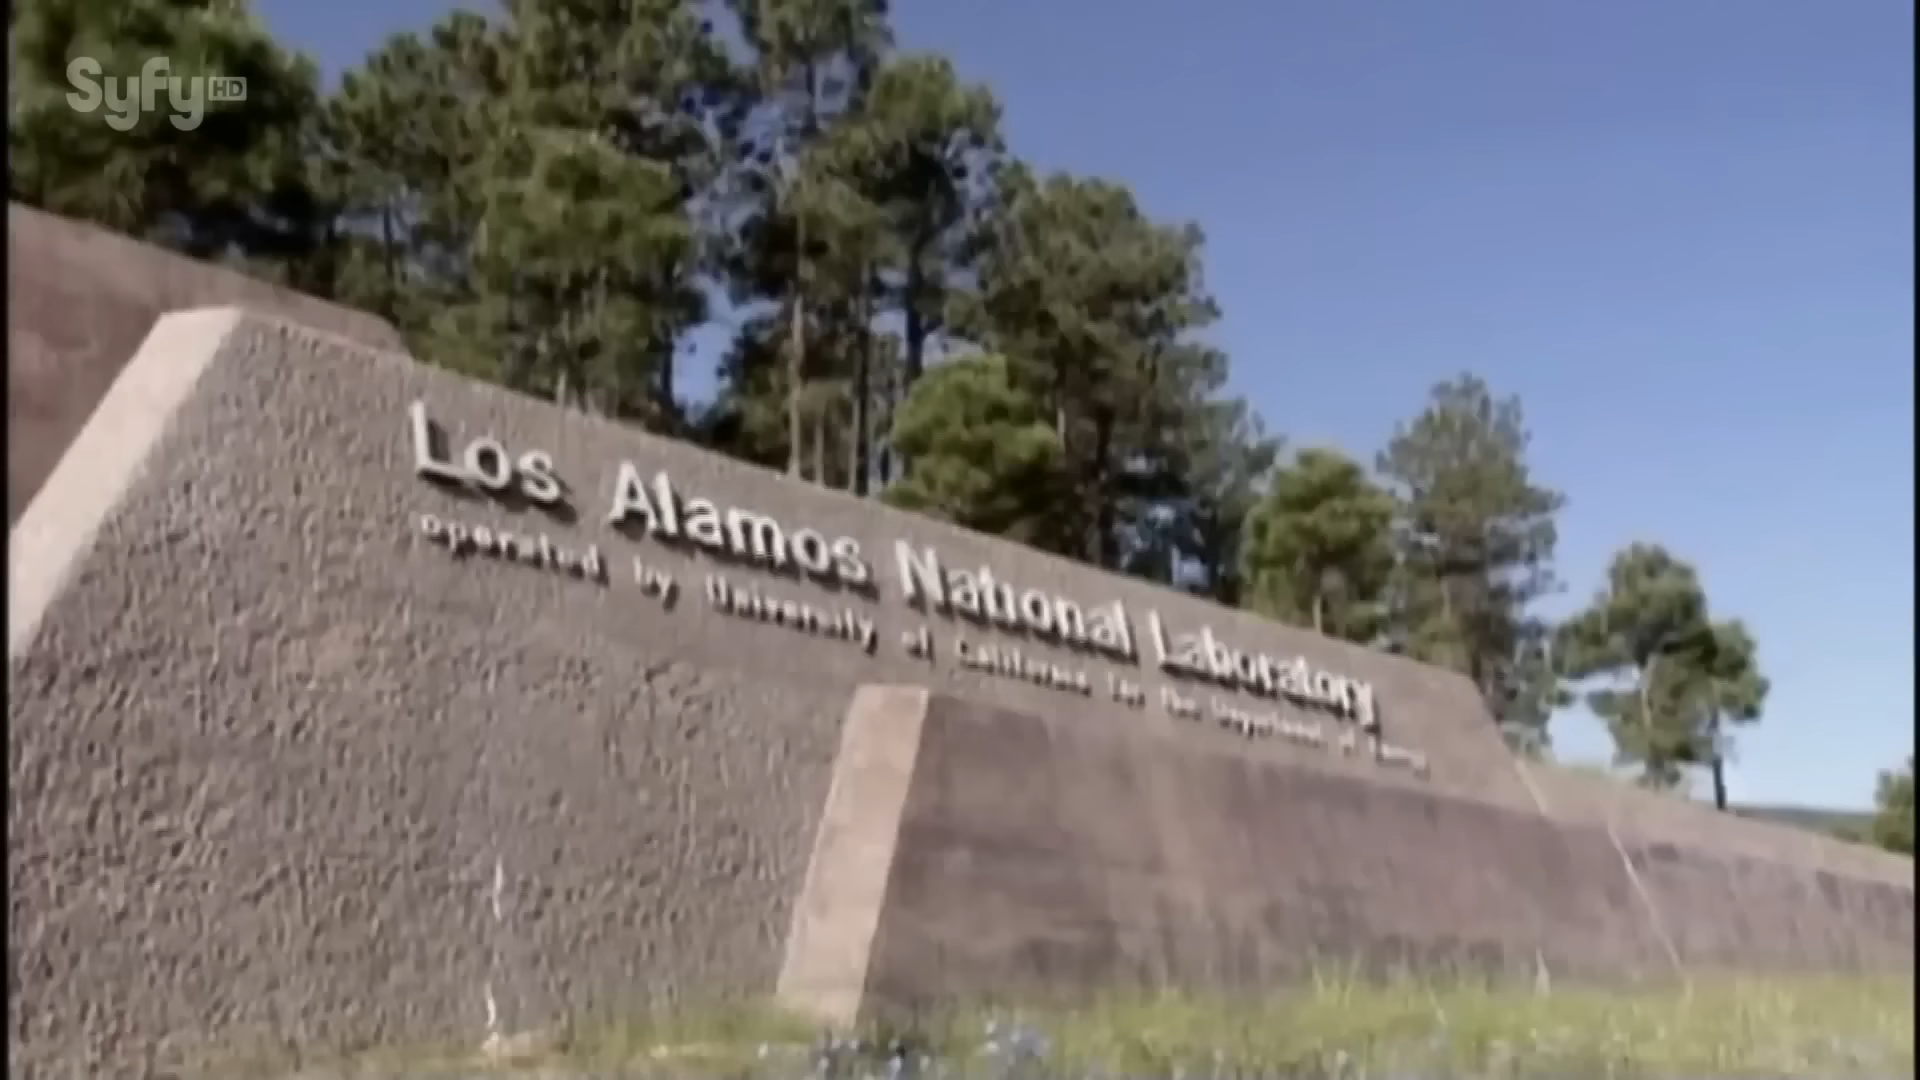 Syfy HD
Los Alamos National Laboratory
operated by University of California for the Department of Energy